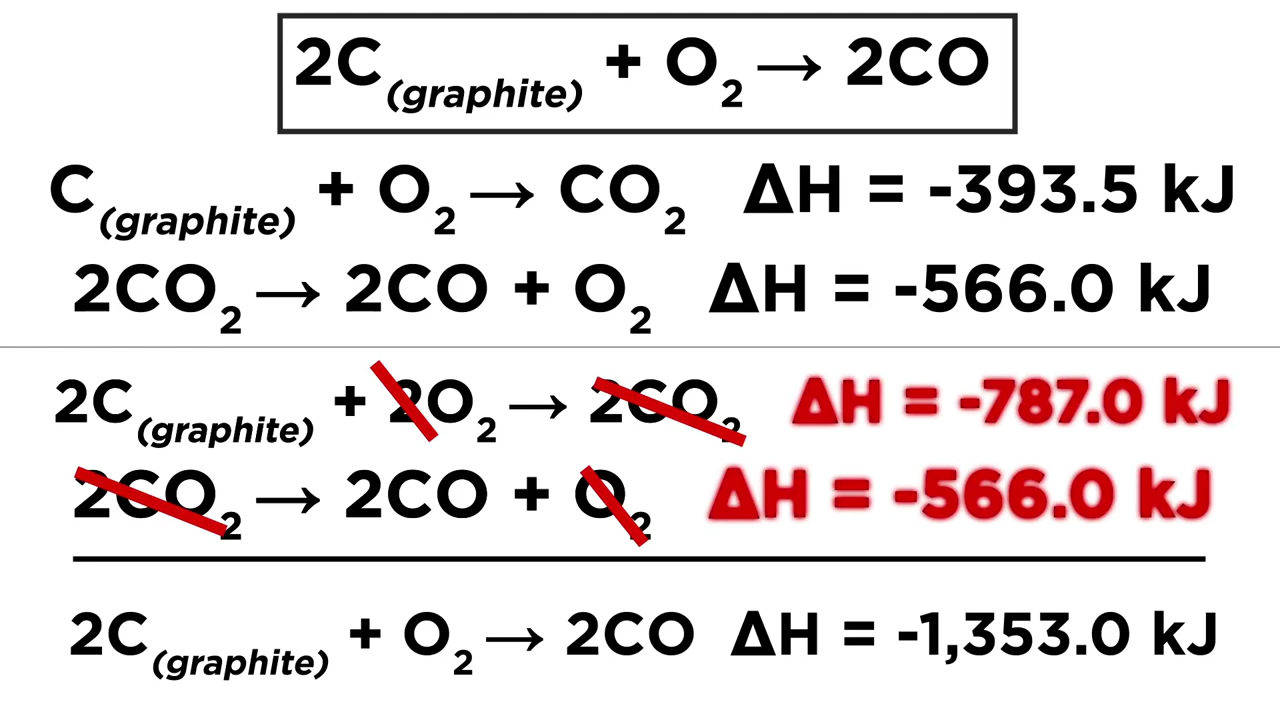 2C(graphite) + O2 → 2CO
C(graphite) + O2 → CO2 ΔH = -393.5 kJ
2CO2 → 2CO + O2 ΔH = -566.0 kJ
2C(graphite) + 2O2 → 2CO2 ΔH = -787.0 kJ
2CO2 → 2CO + O2 ΔH = -566.0 kJ
2C(graphite) + O2 → 2CO ΔH = -1,353.0 kJ